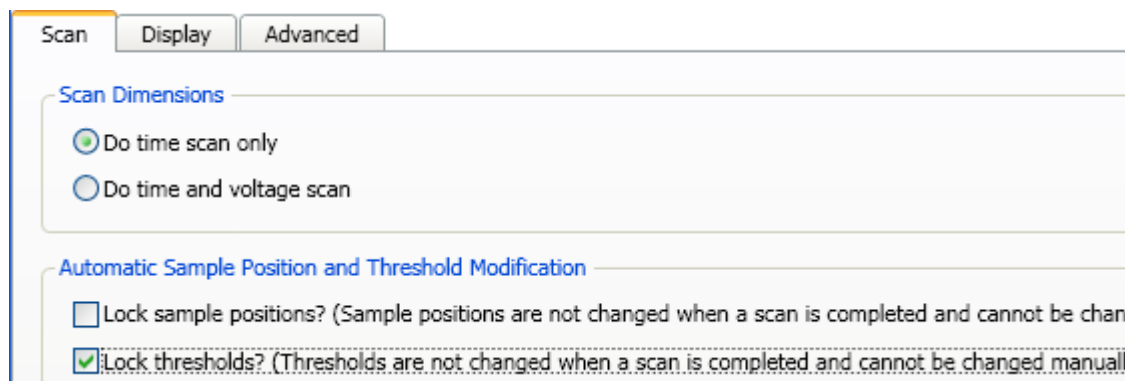 Scan Display Advanced
Scan Dimensions
Do time scan only
Do time and voltage scan
Automatic Sample Position and Threshold Modification
Lock sample positions? (Sample positions are not changed when a scan is completed and cannot be
Lock thresholds? (Thresholds are not changed when a scan is completed and cannot be changed